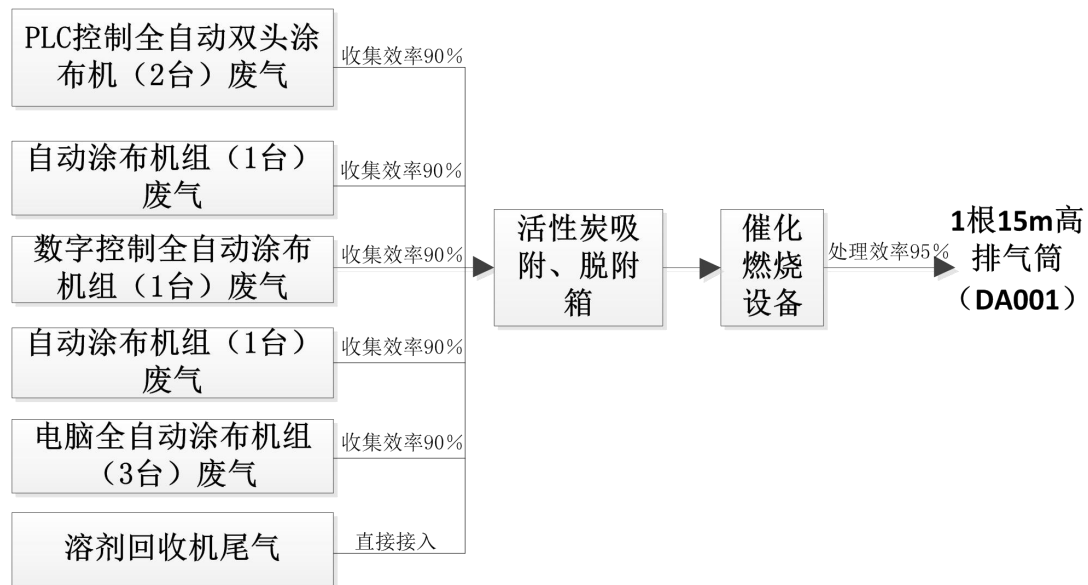 PLC控制全自动双头涂
布机（2台）废气
收集效率90%
自动涂布机组（1台）
废气
收集效率90%
数字控制全自动涂布
机组（1台）废气
收集效率90%
自动涂布机组（1台）
废气
收集效率90%
电脑全自动涂布机组
（3台）废气
收集效率90%
溶剂回收机尾气
直接接入
活性炭吸
附、脱附
箱
催化
燃烧
设备
处理效率95%
1根15m高
排气筒
（DA001）